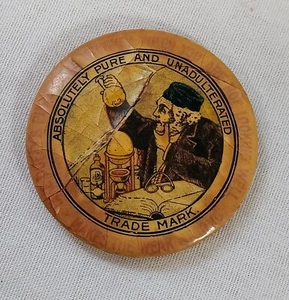 ABSOLUTELY PURE AND UNADULTERATED
TRADE MARK.